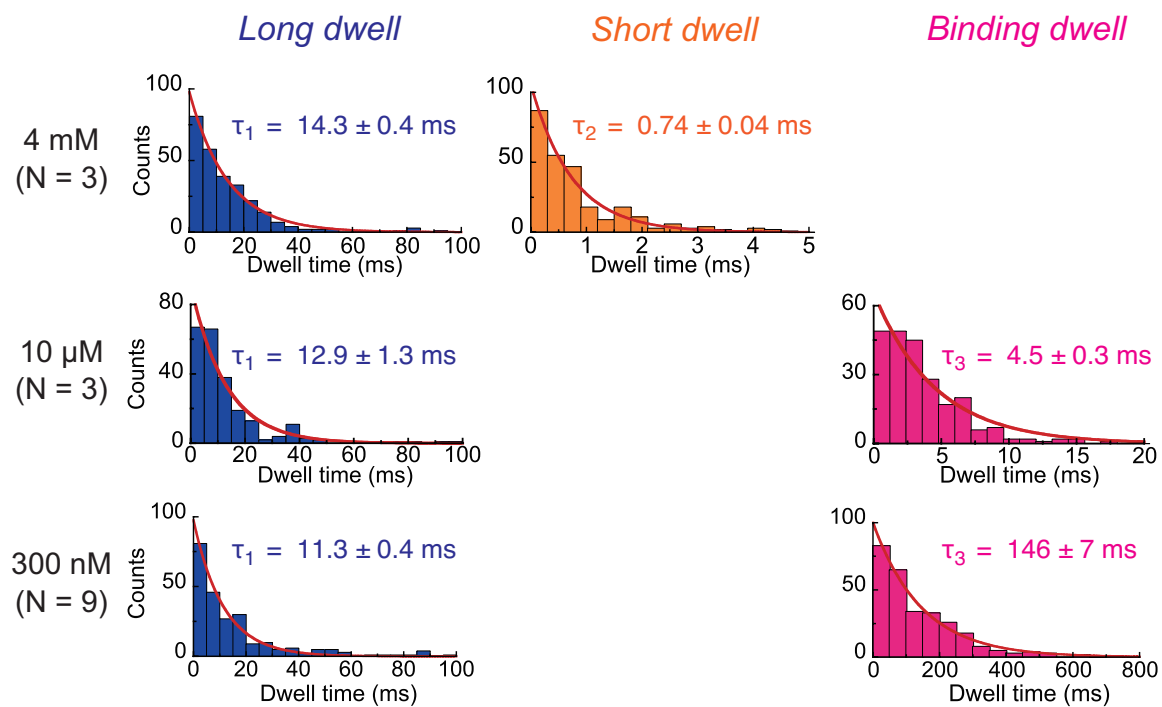 Long dwell Short dwell Binding dwell
4 mM
(N = 3)
Counts
100
50
0
τ1 = 14.3 ± 0.4 ms
0 20 40 60 80 100
Dwell time (ms)
100
50
0
τ2 = 0.74 ± 0.04 ms
0 1 2 3 4 5
Dwell time (ms)
10 µM
(N = 3)
Counts
80
40
0
τ1 = 12.9 ± 1.3 ms
0 20 40 60 80 100
Dwell time (ms)
60
30
0
τ3 = 4.5 ± 0.3 ms
0 5 10 15 20
Dwell time (ms)
300 nM
(N = 9)
Counts
100
50
0
τ1 = 11.3 ± 0.4 ms
0 20 40 60 80 100
Dwell time (ms)
100
50
0
τ3 = 146 ± 7 ms
0 200 400 600 800
Dwell time (ms)